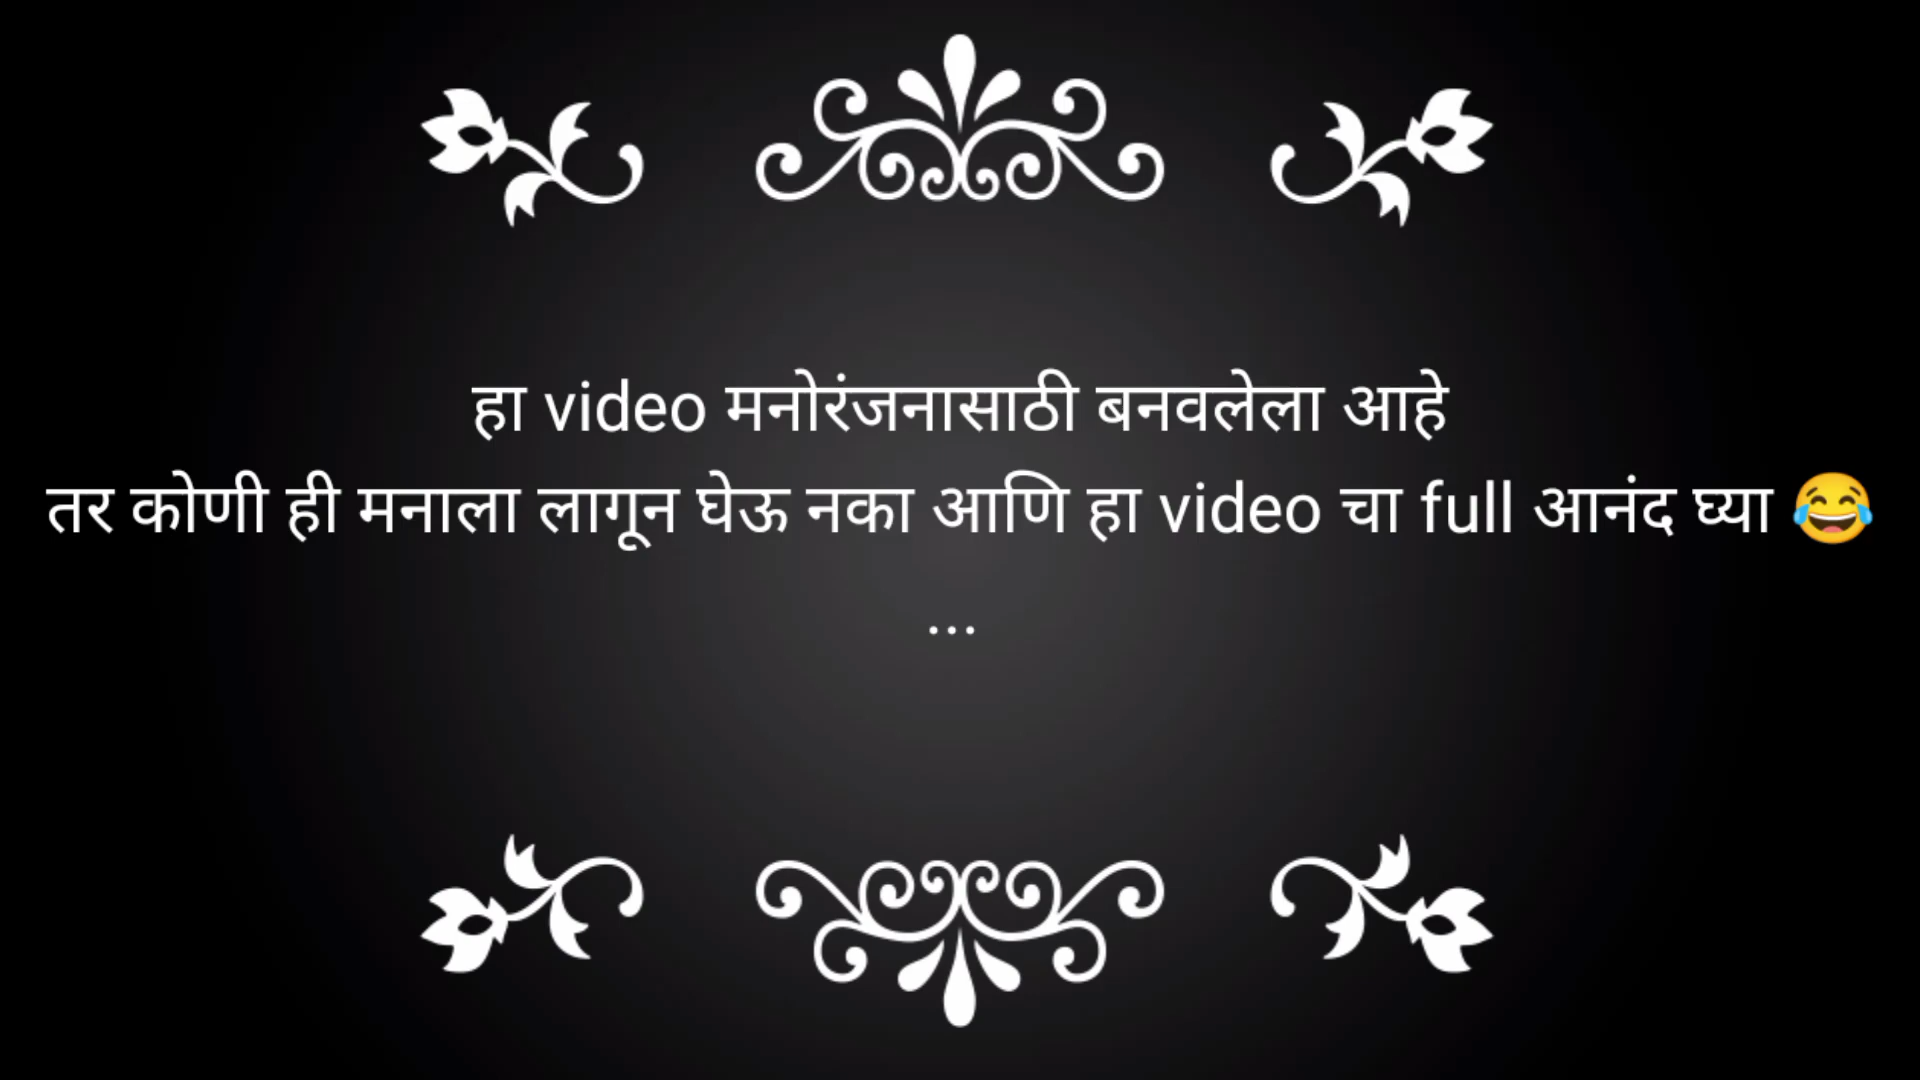 हा video मनोरंजनासाठी बनवलेला आहे
तर कोणी ही मनाला लागून घेऊ नका आणि हा video चा full आनंद घ्या 😂
...